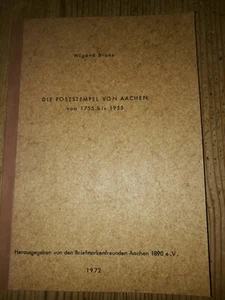 Wigand Bruns
DIE POSTSTEMPEL VON AACHEN
von 1755 bis 1955
Herausgegeben von den Briefmarkenfreunden Aachen 1890 e.V.
1972